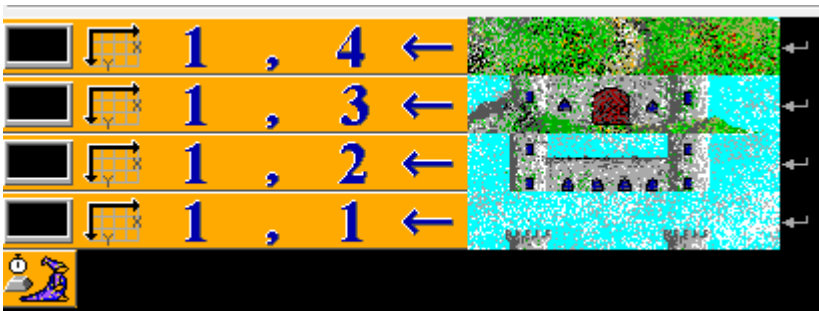 X Y 1 , 4 ←
X Y 1 , 3 ←
X Y 1 , 2 ←
X Y 1 , 1 ←